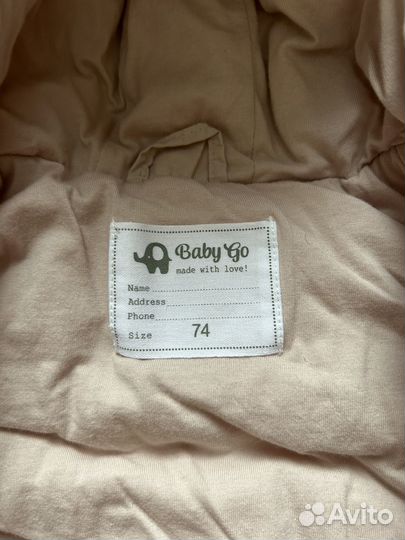 Baby Go
made with love!
Name
Address
Phone
Size 74
Avito